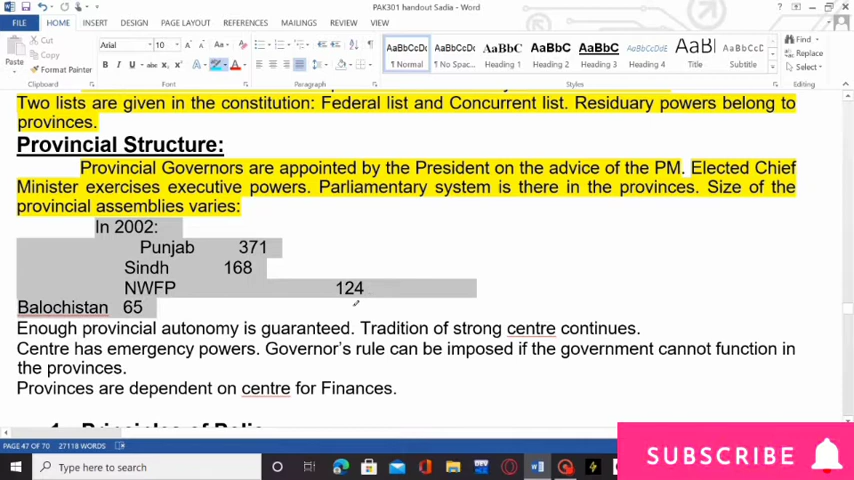 PAK301 handout Sadia - Word
FILE HOME INSERT DESIGN PAGE LAYOUT REFERENCES MAILINGS REVIEW VIEW
Cut
Copy
Format Painter
Paste
Clipboard
Arial 10
Font
Paragraph
AaBbCcDc AaBbCcDc AaBbCc AaBbCc AaBbCc AaBbCcDdE AaBl AaBbCcD
¶ Normal ¶ No Spac... Heading 1 Heading 2 Heading 3 Heading 4 Title Subtitle
Styles
Find
Replace
Select
Editing
Two lists are given in the constitution: Federal list and Concurrent list. Residuary powers belong to
provinces.
Provincial Structure:
Provincial Governors are appointed by the President on the advice of the PM. Elected Chief
Minister exercises executive powers. Parliamentary system is there in the provinces. Size of the
provincial assemblies varies:
In 2002:
Punjab 371
Sindh 168
NWFP 124
Balochistan 65
Enough provincial autonomy is guaranteed. Tradition of strong centre continues.
Centre has emergency powers. Governor's rule can be imposed if the government cannot function in
the provinces.
Provinces are dependent on centre for Finances.
PAGE 47 OF 70 27118 WORDS
Type here to search
SUBSCRIBE